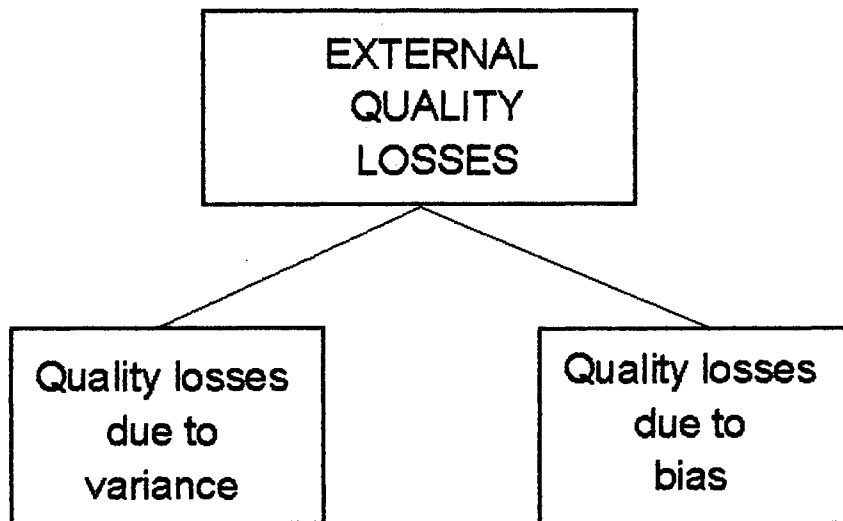 EXTERNAL
QUALITY
LOSSES
Quality losses
due to
variance
Quality losses
due to
bias